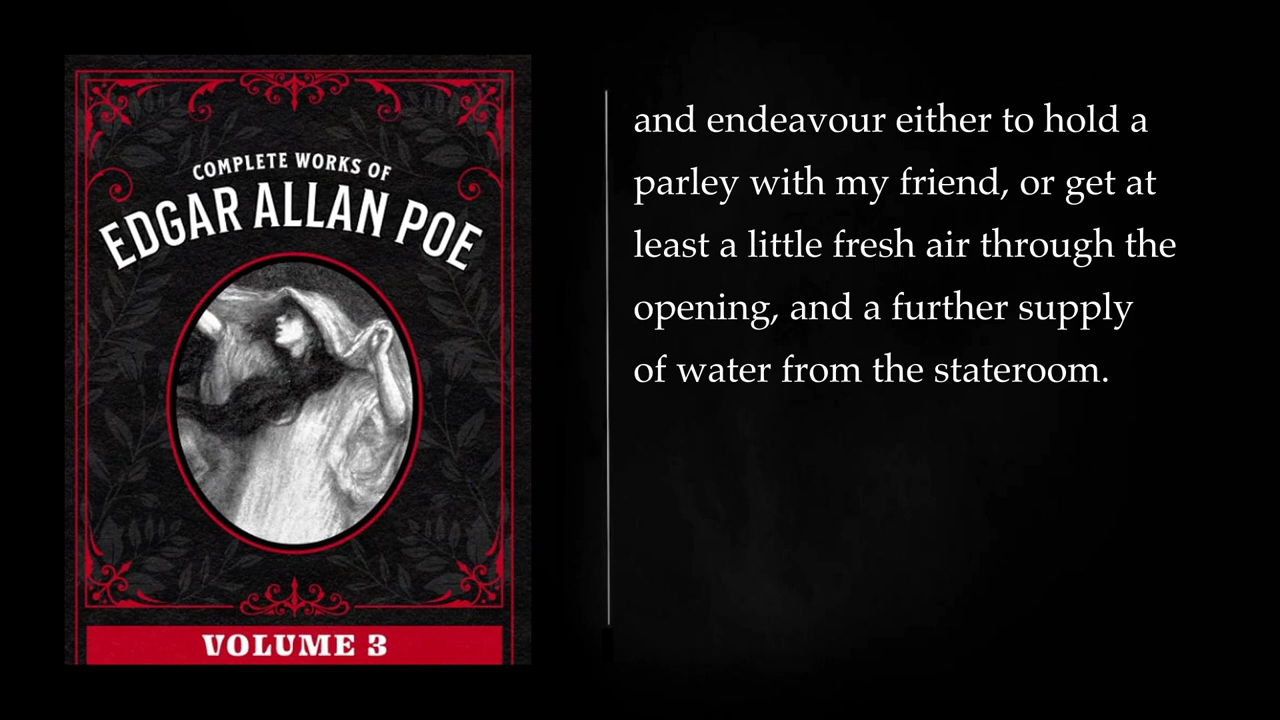 COMPLETE WORKS OF
EDGAR ALLAN POE
VOLUME 3
and endeavour either to hold a
parley with my friend, or get at
least a little fresh air through the
opening, and a further supply
of water from the stateroom.